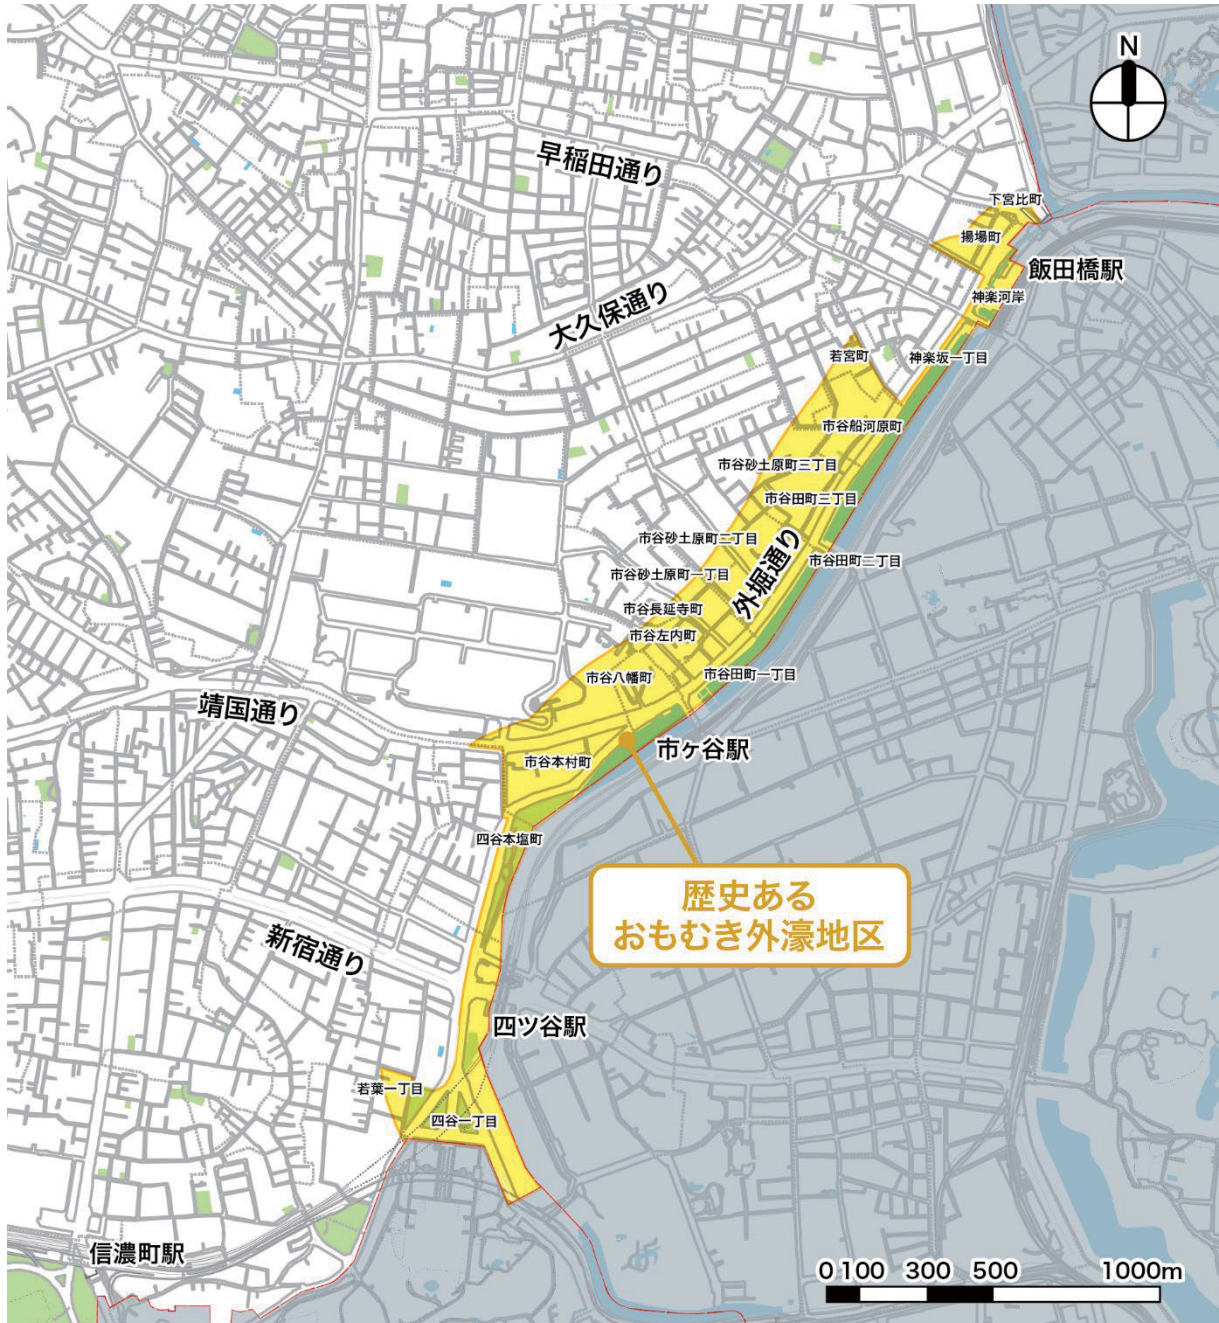 N
早稲田通り
下宮比町
揚場町
飯田橋駅
神楽河岸
大久保通り
若宮町
神楽坂一丁目
市谷船河原町
市谷砂土原町三丁目
市谷田町三丁目
市谷砂土原町二丁目
外堀通り
市谷田町二丁目
市谷砂土原町一丁目
市谷長延寺町
市谷左内町
市谷八幡町
市谷田町一丁目
靖国通り
市ヶ谷駅
市谷本村町
四谷本塩町
歴史ある
おもむき外濠地区
新宿通り
四ツ谷駅
若葉一丁目
四谷一丁目
信濃町駅
0 100 300 500 1000m